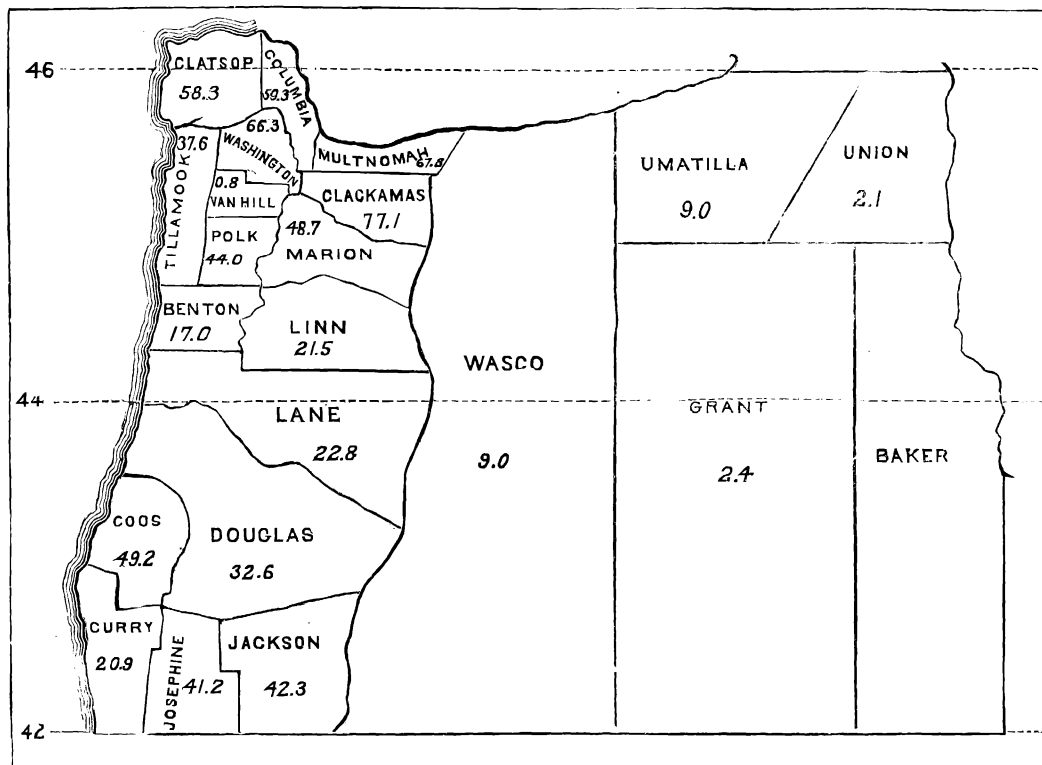 46
CLATSOP
58.3
COLUMBIA
59.3
37.6
TILLAMOOK
66.3
WASHINGTON
MULTNOMAH
67.8
0.8
VAN HILL
CLACKAMAS
77.1
POLK
44.0
48.7
MARION
UMATILLA
9.0
UNION
2.1
BENTON
17.0
LINN
21.5
WASCO
9.0
44
LANE
22.8
GRANT
2.4
BAKER
COOS
49.2
DOUGLAS
32.6
CURRY
20.9
JOSEPHINE
41.2
JACKSON
42.3
42